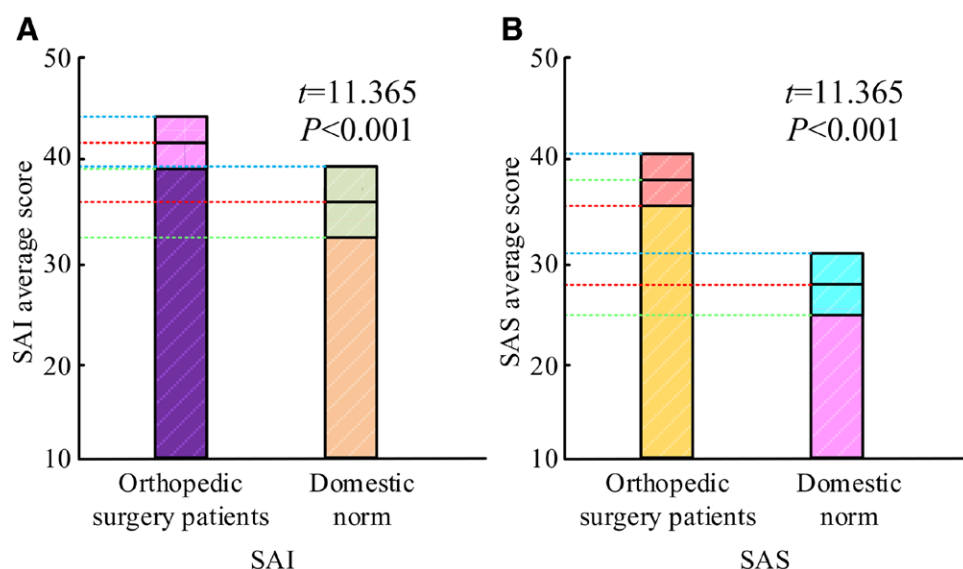 A
50
40
30
20
10
SAI average score
t=11.365
P<0.001
Orthopedic
surgery patients
Domestic
norm
SAI
B
50
40
30
20
10
SAS average score
t=11.365
P<0.001
Orthopedic
surgery patients
Domestic
norm
SAS